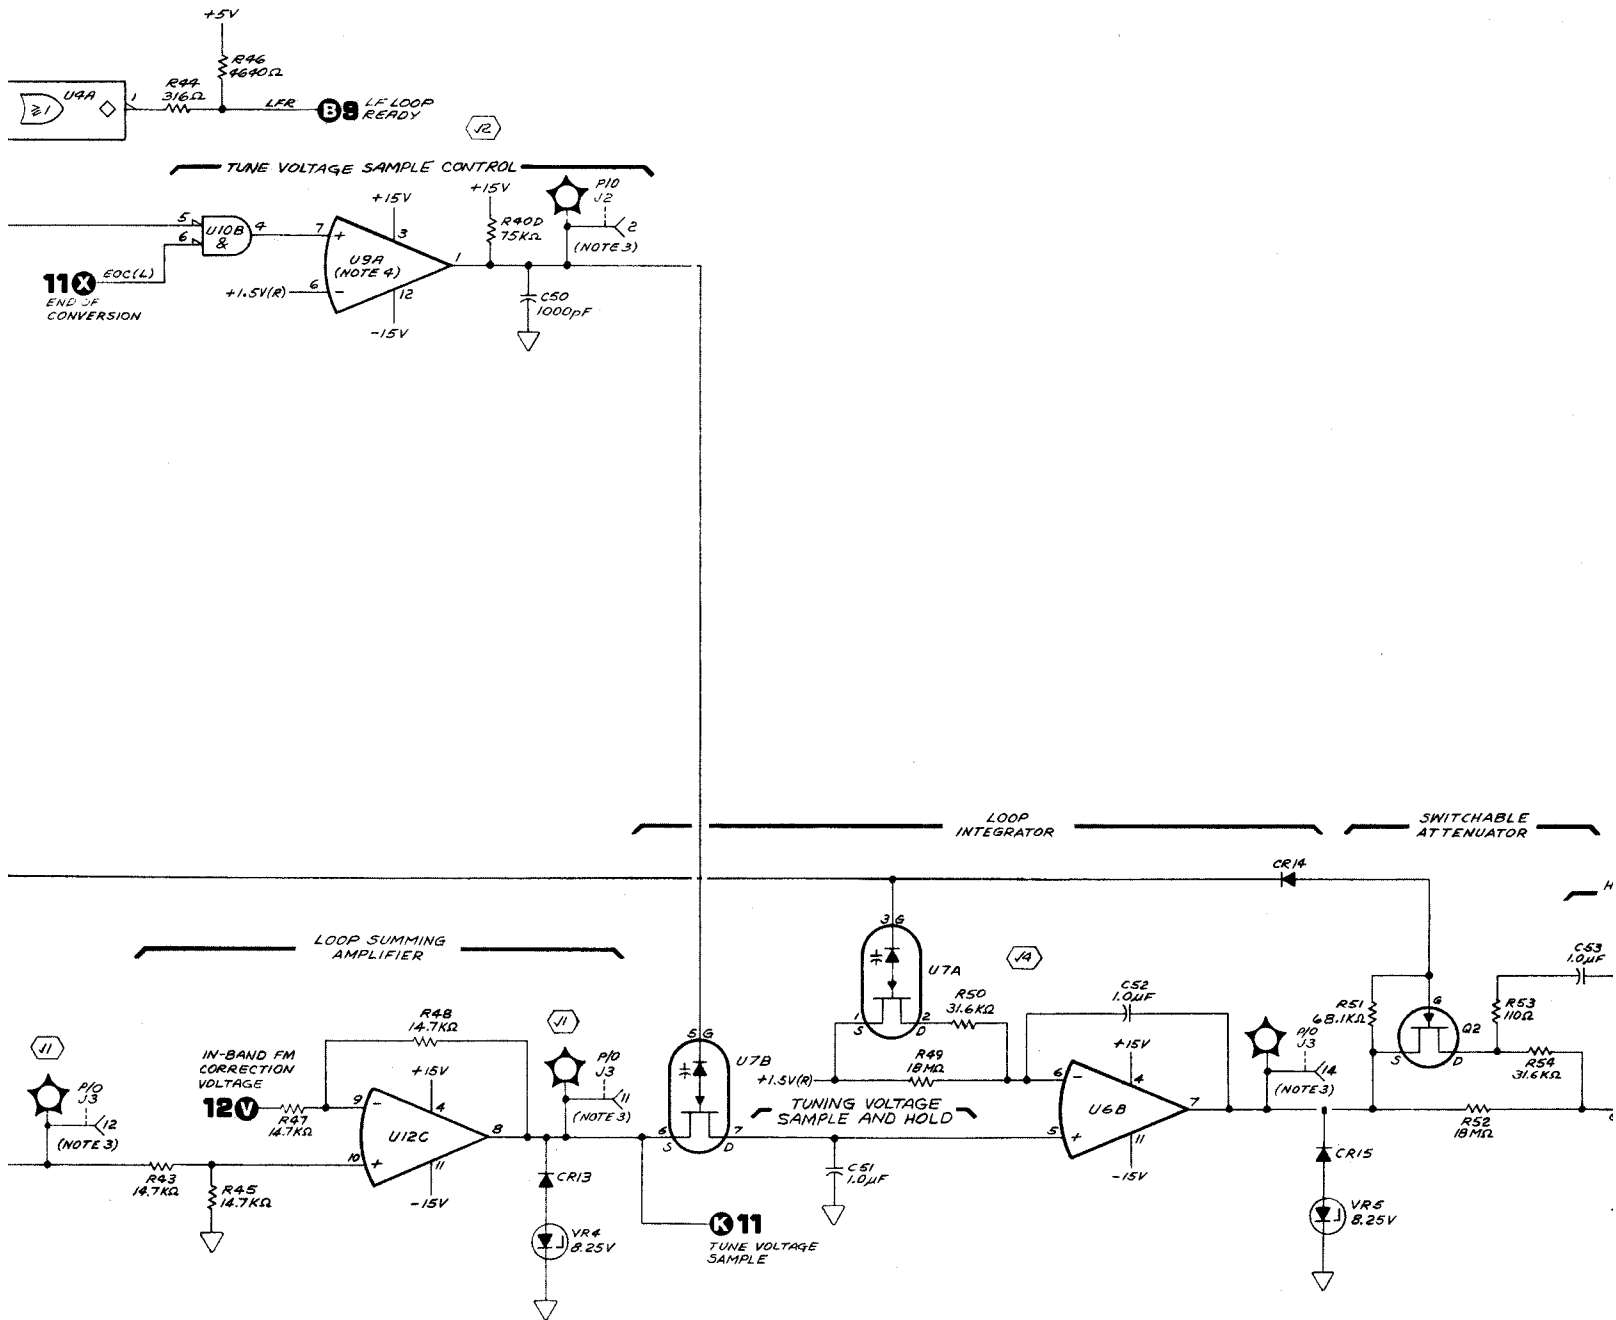 +5V
R46
4640Ω
R44
316Ω
U4A
≥1
1
LFR
B9 LF LOOP
READY
√2
TUNE VOLTAGE SAMPLE CONTROL
+15V
+15V
P/O
J2
2
(NOTE 3)
R40D
75KΩ
5
6
U10B
&
4
7
+
3
U9A
(NOTE 4)
1
6
-
12
+1.5V(R)
-15V
11X
EOC(L)
END OF
CONVERSION
C50
1000pF
LOOP
INTEGRATOR
SWITCHABLE
ATTENUATOR
CR14
H
LOOP SUMMING
AMPLIFIER
3 G
U7A
√4
1
S
2
D
R50
31.6KΩ
C52
1.0µF
C53
1.0µF
R51
68.1KΩ
G
Q2
S
D
R53
110Ω
R54
31.6KΩ
R48
14.7KΩ
√1
√1
P/O
J3
12
(NOTE 3)
IN-BAND FM
CORRECTION
VOLTAGE
12V
R47
14.7KΩ
+15V
4
9
-
U12C
8
10
+
11
-15V
P/O
J3
11
(NOTE 3)
5 G
U7B
6
S
7
D
+1.5V(R)
R49
18MΩ
TUNING VOLTAGE
SAMPLE AND HOLD
+15V
4
6
-
U6B
7
5
+
11
-15V
P/O
J3
14
(NOTE 3)
R52
18MΩ
R43
14.7KΩ
R45
14.7KΩ
CR13
VR4
8.25V
K11
TUNE VOLTAGE
SAMPLE
C51
1.0µF
CR15
VR5
8.25V